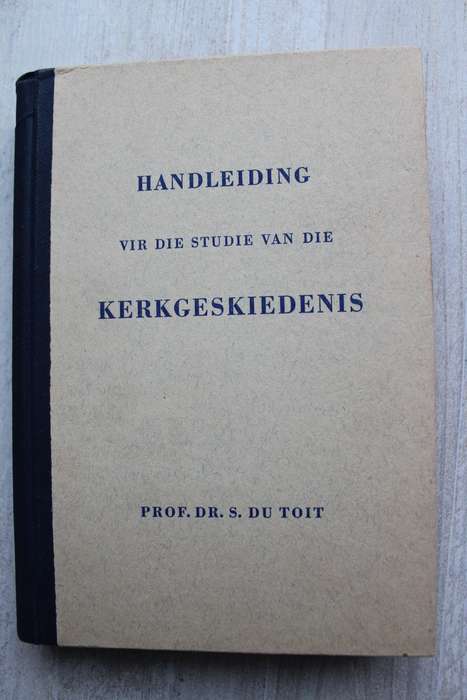 HANDLEIDING
VIR DIE STUDIE VAN DIE
KERKGESKIEDENIS
PROF. DR. S. DU TOIT